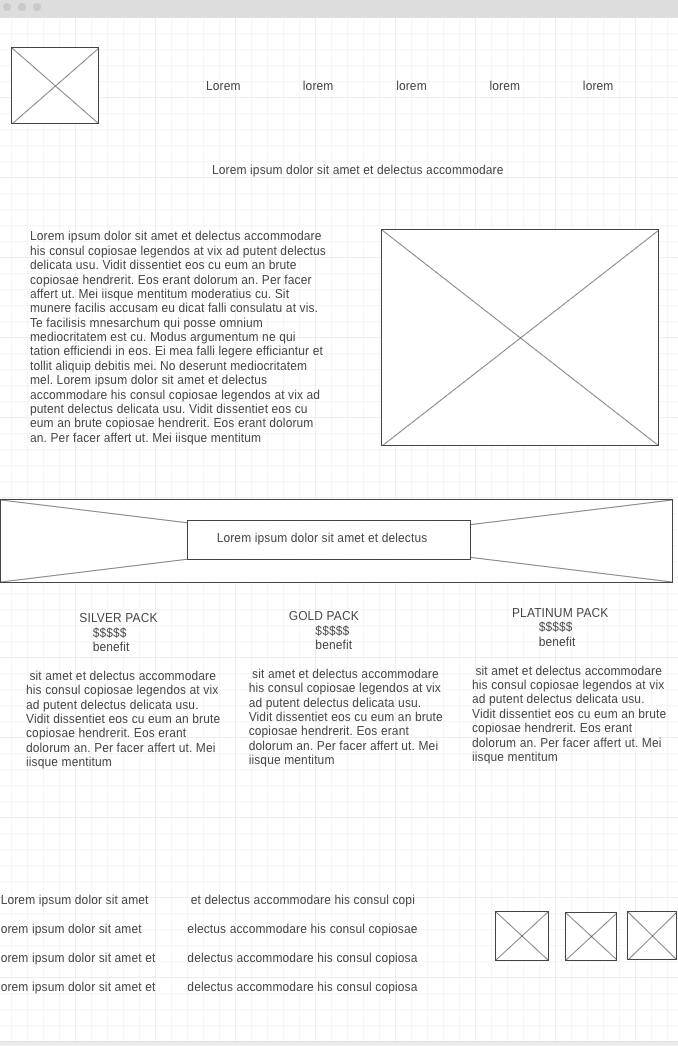 Lorem lorem lorem lorem lorem
Lorem ipsum dolor sit amet et delectus accommodare
Lorem ipsum dolor sit amet et delectus accommodare
his consul copiosae legendos at vix ad putent delectus
delicata usu. Vidit dissentiet eos cu eum an brute
copiosae hendrerit. Eos erant dolorum an. Per facer
affert ut. Mei iisque mentitum moderatius cu. Sit
munere facilis accusam eu dicat falli consulatu at vis.
Te facilisis mnesarchum qui posse omnium
mediocritatem est cu. Modus argumentum ne qui
tation efficiendi in eos. Ei mea falli legere efficiantur et
tollit aliquip debitis mei. No deserunt mediocritatem
mel. Lorem ipsum dolor sit amet et delectus
accommodare his consul copiosae legendos at vix ad
putent delectus delicata usu. Vidit dissentiet eos cu
eum an brute copiosae hendrerit. Eos erant dolorum
an. Per facer affert ut. Mei iisque mentitum
Lorem ipsum dolor sit amet et delectus
SILVER PACK
$$$$$
benefit
sit amet et delectus accommodare
his consul copiosae legendos at vix
ad putent delectus delicata usu.
Vidit dissentiet eos cu eum an brute
copiosae hendrerit. Eos erant
dolorum an. Per facer affert ut. Mei
iisque mentitum
GOLD PACK
$$$$$
benefit
sit amet et delectus accommodare
his consul copiosae legendos at vix
ad putent delectus delicata usu.
Vidit dissentiet eos cu eum an brute
copiosae hendrerit. Eos erant
dolorum an. Per facer affert ut. Mei
iisque mentitum
PLATINUM PACK
$$$$$
benefit
sit amet et delectus accommodare
his consul copiosae legendos at vix
ad putent delectus delicata usu.
Vidit dissentiet eos cu eum an brute
copiosae hendrerit. Eos erant
dolorum an. Per facer affert ut. Mei
iisque mentitum
Lorem ipsum dolor sit amet
orem ipsum dolor sit amet
orem ipsum dolor sit amet et
orem ipsum dolor sit amet et
et delectus accommodare his consul copi
electus accommodare his consul copiosae
delectus accommodare his consul copiosa
delectus accommodare his consul copiosa